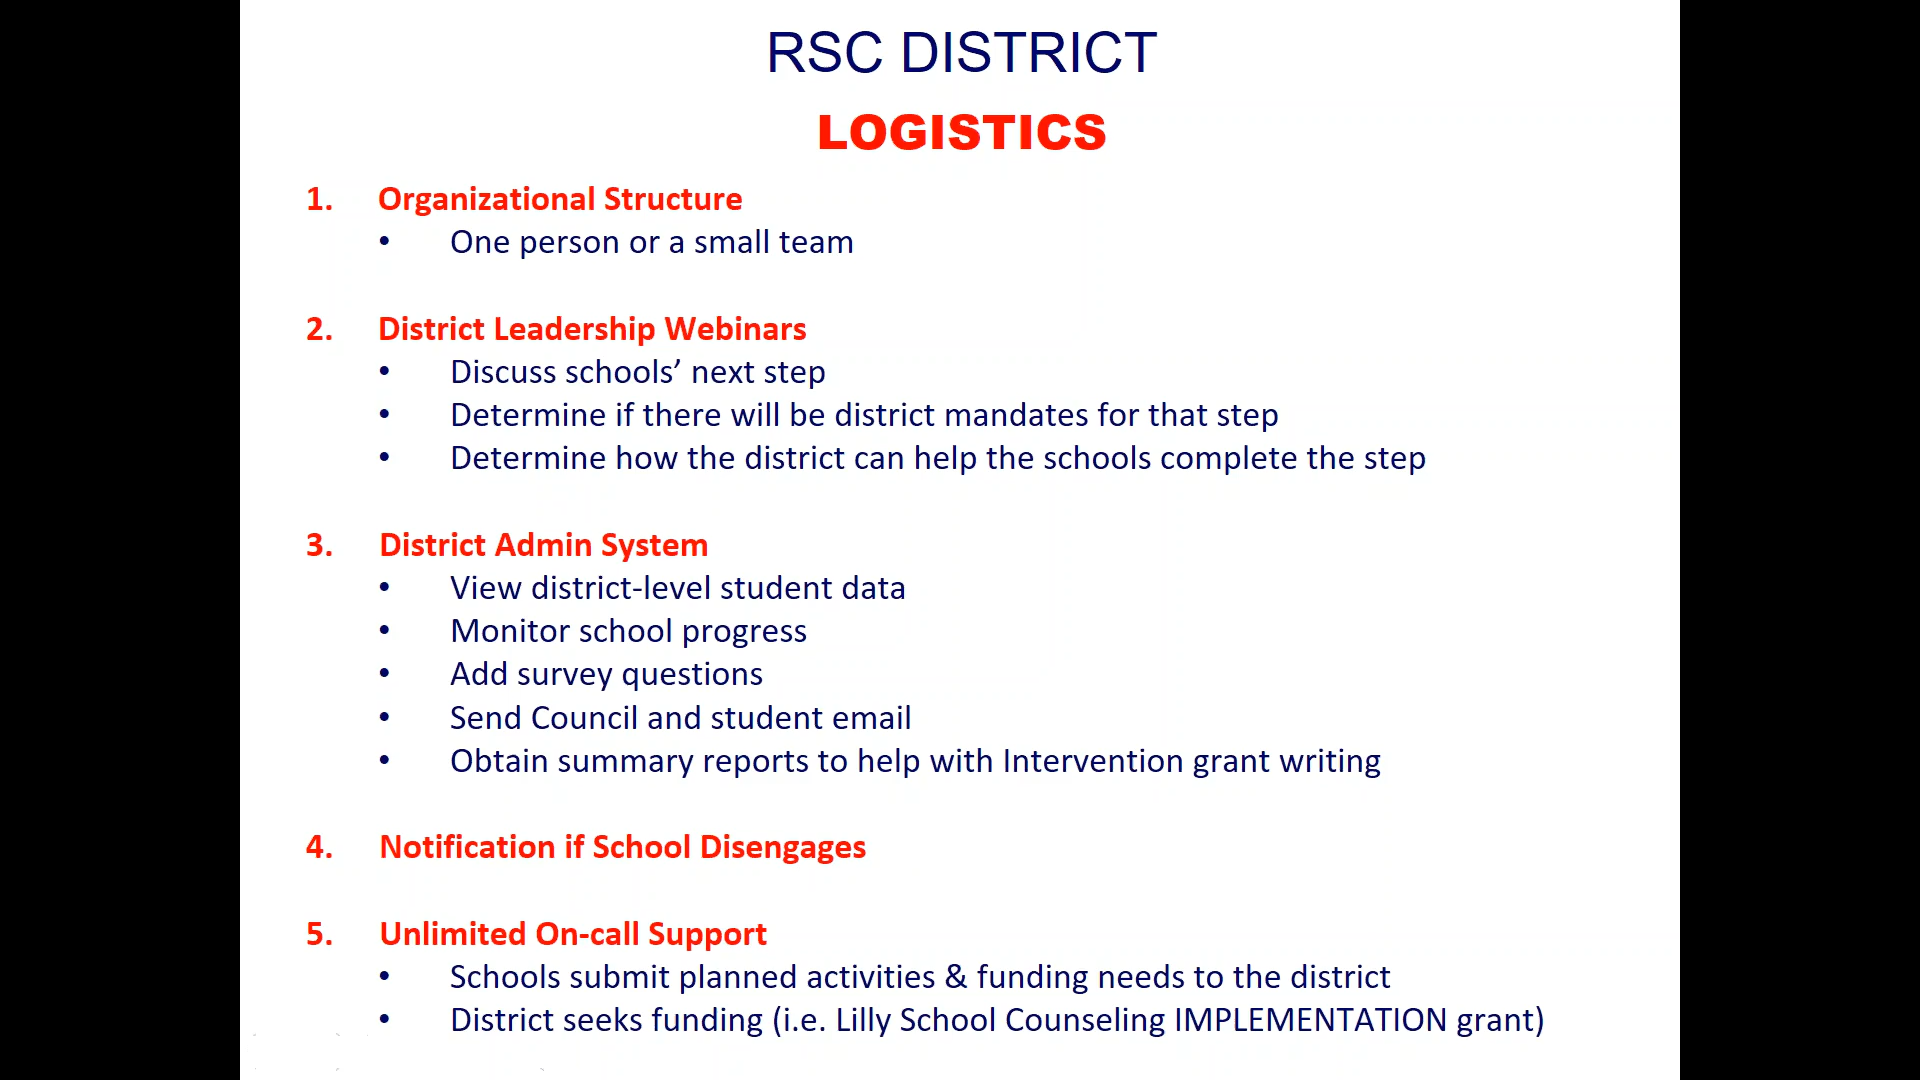 RSC DISTRICT
LOGISTICS
1. Organizational Structure
• One person or a small team
2. District Leadership Webinars
• Discuss schools’ next step
• Determine if there will be district mandates for that step
• Determine how the district can help the schools complete the step
3. District Admin System
• View district-level student data
• Monitor school progress
• Add survey questions
• Send Council and student email
• Obtain summary reports to help with Intervention grant writing
4. Notification if School Disengages
5. Unlimited On-call Support
• Schools submit planned activities & funding needs to the district
• District seeks funding (i.e. Lilly School Counseling IMPLEMENTATION grant)